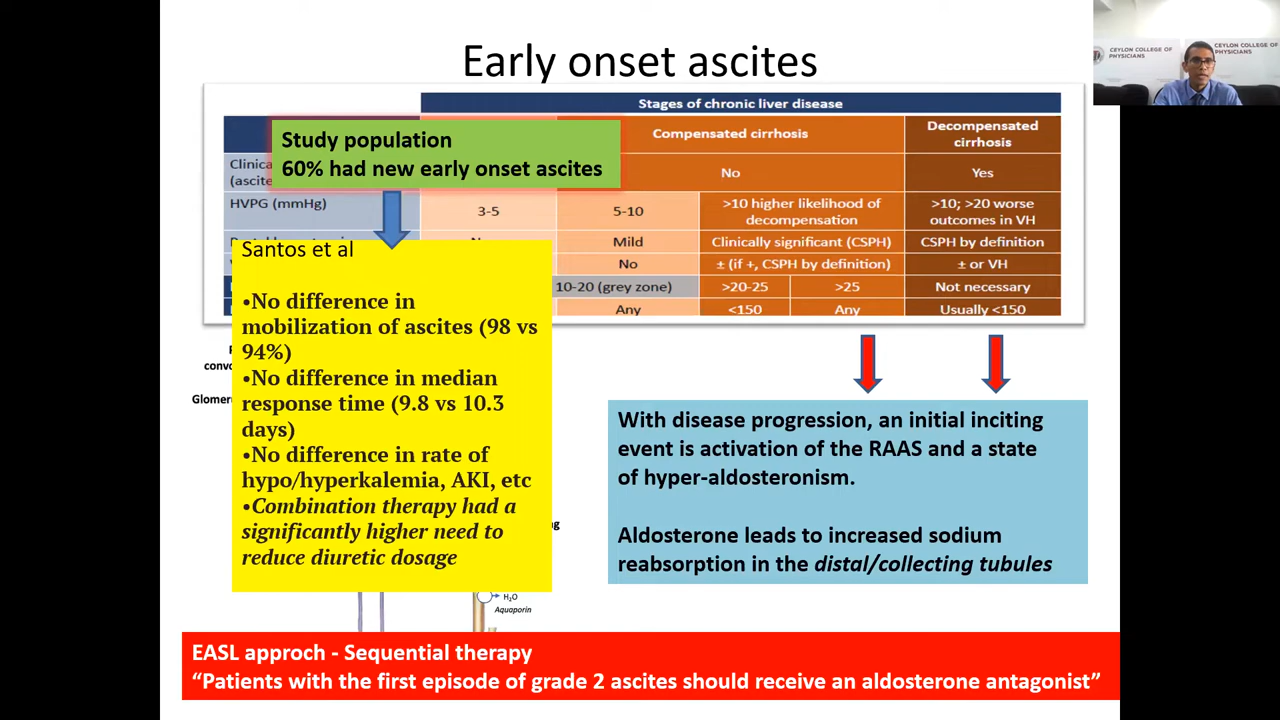 Early onset ascites
CEYLON COLLEGE OF
PHYSICIANS
CEYLON COLLEGE OF
PHYSICIANS
Stages of chronic liver disease
Study population
60% had new early onset ascites
Compensated cirrhosis
Decompensated
cirrhosis
No
Yes
HVPG (mmHg)
3-5
5-10
>10 higher likelihood of
decompensation
>10; >20 worse
outcomes in VH
Mild
Clinically significant (CSPH)
CSPH by definition
No
± (if +, CSPH by definition)
± or VH
10-20 (grey zone)
>20-25
>25
Not necessary
Any
<150
Any
Usually <150
Santos et al
•No difference in
mobilization of ascites (98 vs
94%)
•No difference in median
response time (9.8 vs 10.3
days)
•No difference in rate of
hypo/hyperkalemia, AKI, etc
•Combination therapy had a
significantly higher need to
reduce diuretic dosage
With disease progression, an initial inciting
event is activation of the RAAS and a state
of hyper-aldosteronism.
Aldosterone leads to increased sodium
reabsorption in the distal/collecting tubules
H₂O
Aquaporin
EASL approch - Sequential therapy
“Patients with the first episode of grade 2 ascites should receive an aldosterone antagonist”